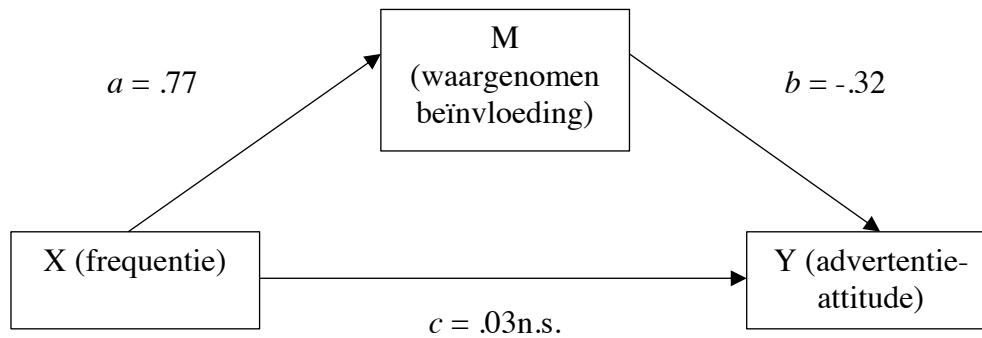 M
(waargenomen
beïnvloeding)
a = .77
b = -.32
X (frequentie)
Y (advertentie-
attitude)
c = .03n.s.